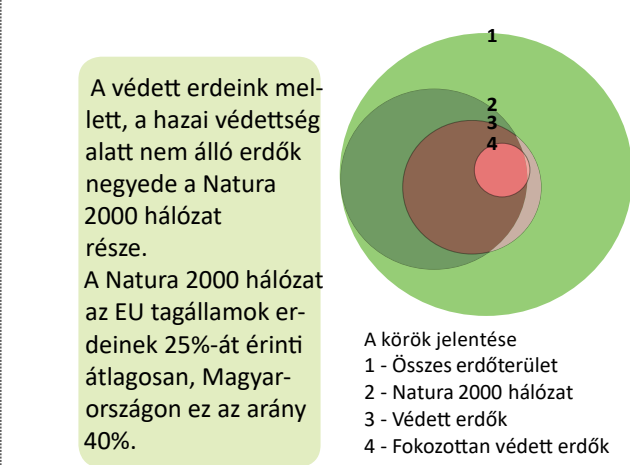 A védett erdeink mel-
lett, a hazai védettség
alatt nem álló erdők
negyede a Natura
2000 hálózat
része.
A Natura 2000 hálózat
az EU tagállamok er-
deinek 25%-át érinti
átlagosan, Magyar-
országon ez az arány
40%.
1
2
3
4
A körök jelentése
1 - Összes erdőterület
2 - Natura 2000 hálózat
3 - Védett erdők
4 - Fokozottan védett erdők